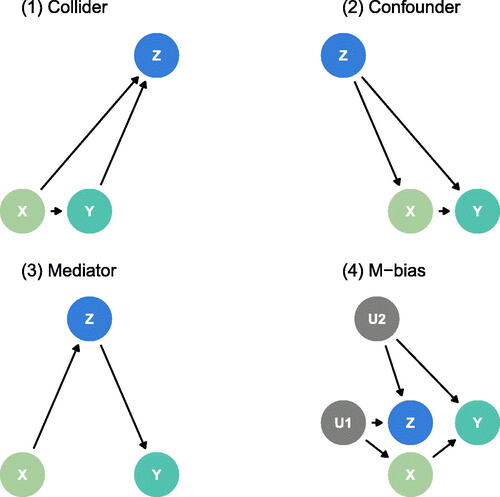 (1) Collider
(2) Confounder
Z
Z
X
Y
X
Y
(3) Mediator
(4) M−bias
Z
U2
U1
Z
Y
X
Y
X